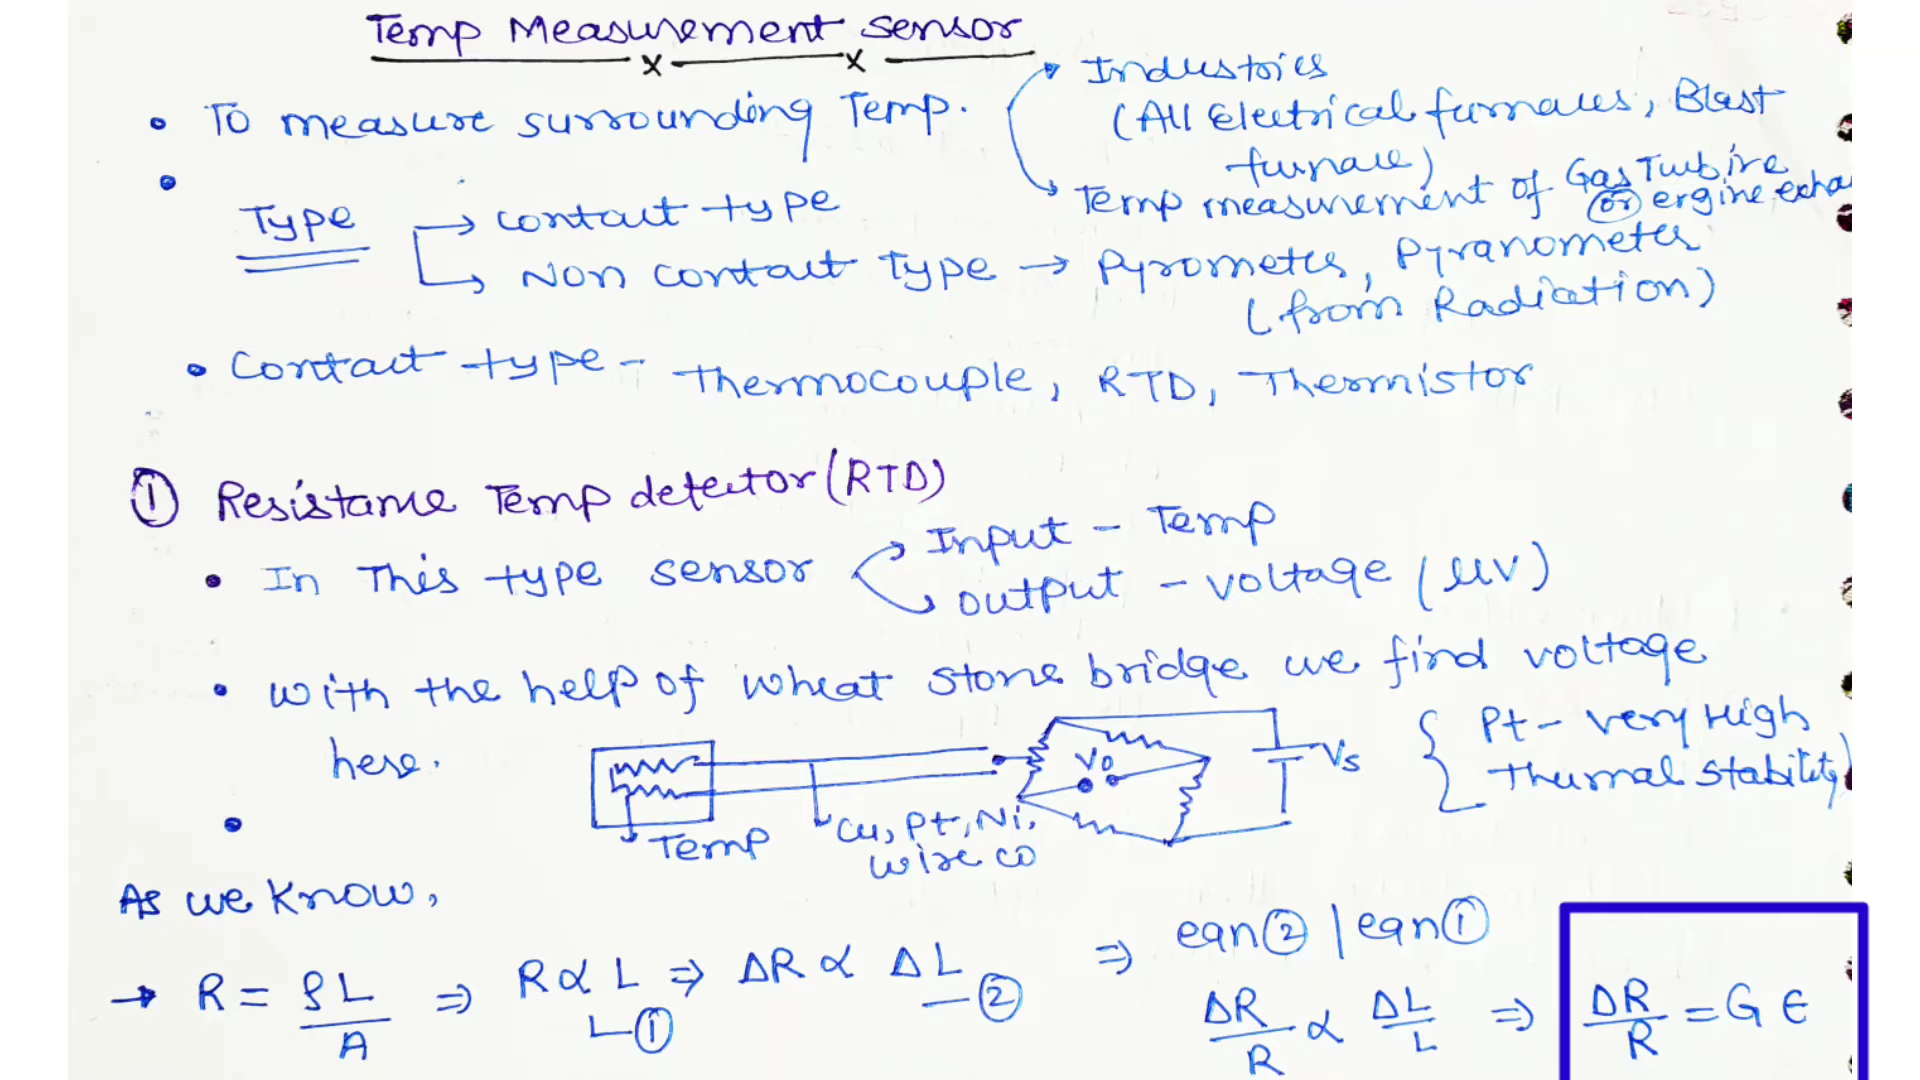 Temp Measurement Sensor
• To measure surrounding Temp.
Industries
(All Electrical furnaces, Blast
furnace)
Temp measurement of Gas Turbine
or engine exha
Type → contact type
→ Non contact type → Pyrometer, Pyranometer
(from Radiation)
• Contact type - Thermocouple, RTD, Thermistor
① Resistance Temp detector (RTD)
• In This type sensor
Input - Temp
output - voltage (μV)
• with the help of wheat stone bridge we find voltage
here.
Temp
Cu, Pt, Ni,
wire
Vo
Vs
Pt - very High
Thermal stability
As we know,
→ R = ρL/A ⇒ R ∝ L ⇒ ΔR ∝ ΔL
① ②
⇒ eqn② | eqn①
ΔR/R ∝ ΔL/L ⇒ ΔR/R = G ∈